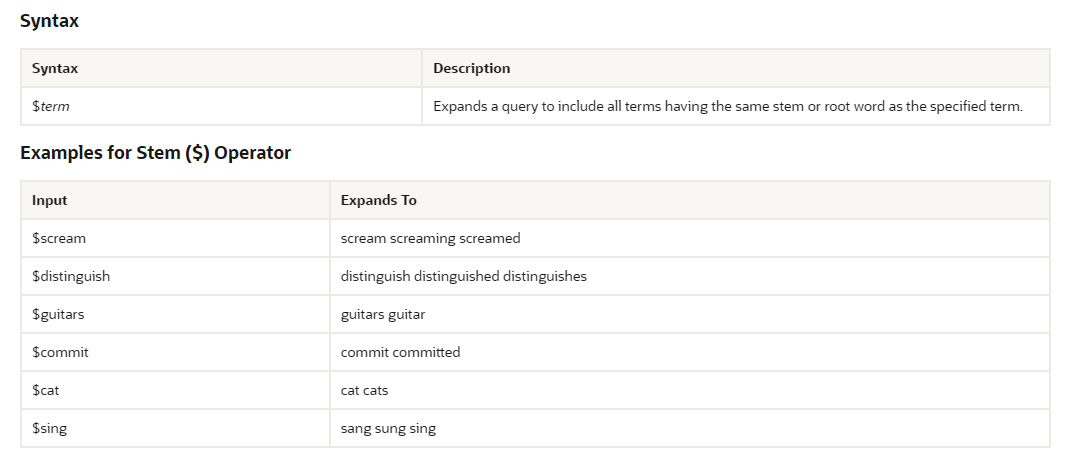 Syntax
Syntax Description
$term Expands a query to include all terms having the same stem or root word as the specified term.
Examples for Stem ($) Operator
Input Expands To
$scream scream screaming screamed
$distinguish distinguish distinguished distinguishes
$guitars guitars guitar
$commit commit committed
$cat cat cats
$sing sang sung sing